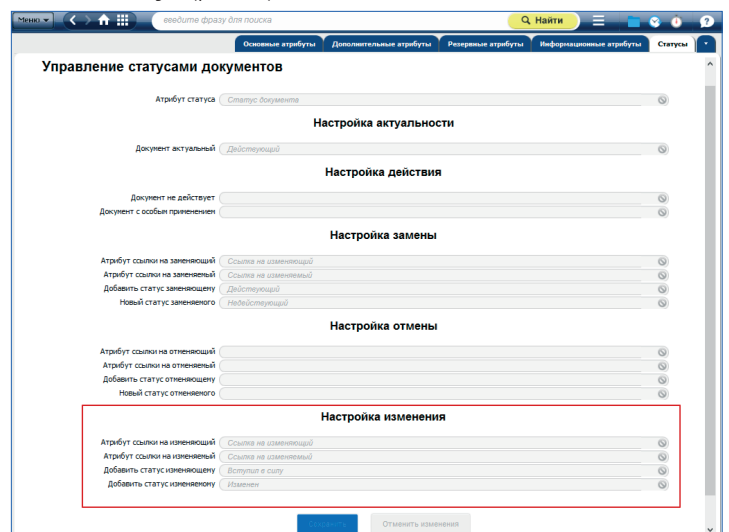 Меню
введите фразу для поиска
Найти
?
Основные атрибуты Дополнительные атрибуты Резервные атрибуты Информационные атрибуты Статусы
Управление статусами документов
Атрибут статуса Статус документа
Настройка актуальности
Документ актуальный Действующий
Настройка действия
Документ не действует
Документ с особым применением
Настройка замены
Атрибут ссылки на заменяющий Ссылка на изменяющий
Атрибут ссылки на заменяемый Ссылка на изменяемый
Добавить статус заменяющему Действующий
Новый статус заменяемого Недействующий
Настройка отмены
Атрибут ссылки на отменяющий
Атрибут ссылки на отменяемый
Добавить статус отменяющему
Новый статус отменяемого
Настройка изменения
Атрибут ссылки на изменяющий Ссылка на изменяющий
Атрибут ссылки на изменяемый Ссылка на изменяемый
Добавить статус изменяющему Вступил в силу
Добавить статус изменяемому Изменен
Сохранить Отменить изменения